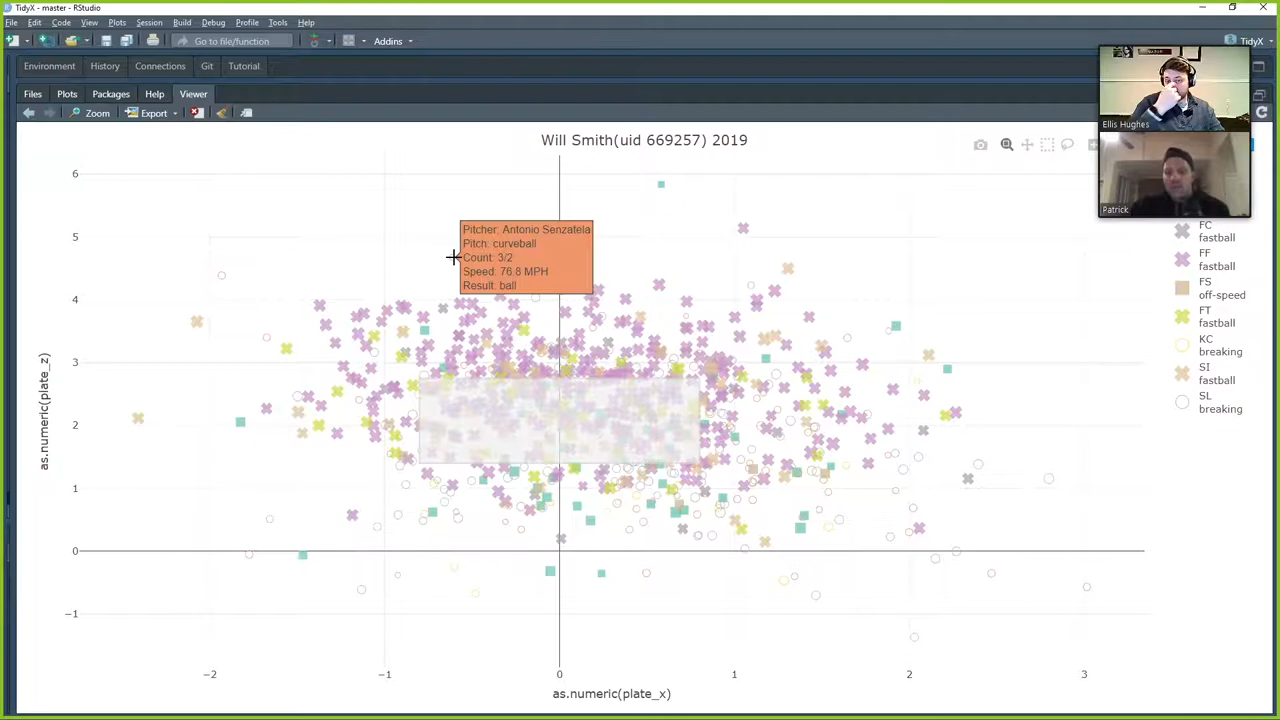 TidyX - master - RStudio
File Edit Code View Plots Session Build Debug Profile Tools Help
Go to file/function Addins TidyX
Environment History Connections Git Tutorial
Files Plots Packages Help Viewer
Zoom Export
Will Smith(uid 669257) 2019
Ellis Hughes
Patrick
Pitcher: Antonio Senzatela
Pitch: curveball
Count: 3/2
Speed: 76.8 MPH
Result: ball
FC
fastball
FF
fastball
FS
off-speed
FT
fastball
KC
breaking
SI
fastball
SL
breaking
6
5
4
3
2
1
0
−1
as.numeric(plate_z)
−2 −1 0 1 2 3
as.numeric(plate_x)